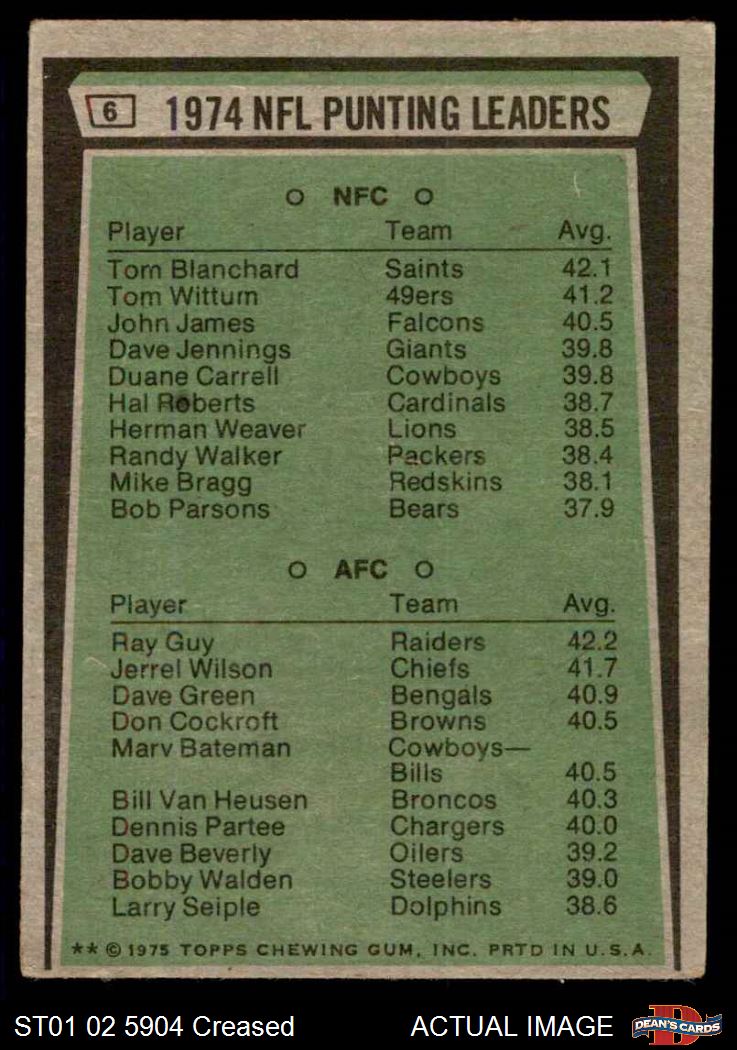 6 1974 NFL PUNTING LEADERS
O NFC O
Player Team Avg.
Tom Blanchard Saints 42.1
Tom Wittum 49ers 41.2
John James Falcons 40.5
Dave Jennings Giants 39.8
Duane Carrell Cowboys 39.8
Hal Roberts Cardinals 38.7
Herman Weaver Lions 38.5
Randy Walker Packers 38.4
Mike Bragg Redskins 38.1
Bob Parsons Bears 37.9
O AFC O
Player Team Avg.
Ray Guy Raiders 42.2
Jerrel Wilson Chiefs 41.7
Dave Green Bengals 40.9
Don Cockroft Browns 40.5
Marv Bateman Cowboys—
Bills 40.5
Bill Van Heusen Broncos 40.3
Dennis Partee Chargers 40.0
Dave Beverly Oilers 39.2
Bobby Walden Steelers 39.0
Larry Seiple Dolphins 38.6
** © 1975 TOPPS CHEWING GUM, INC. PRTD IN U.S.A.
ST01 02 5904 Creased ACTUAL IMAGE D DEAN'S CARDS